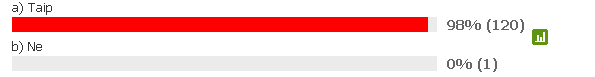 a) Taip
98% (120)
b) Ne
0% (1)